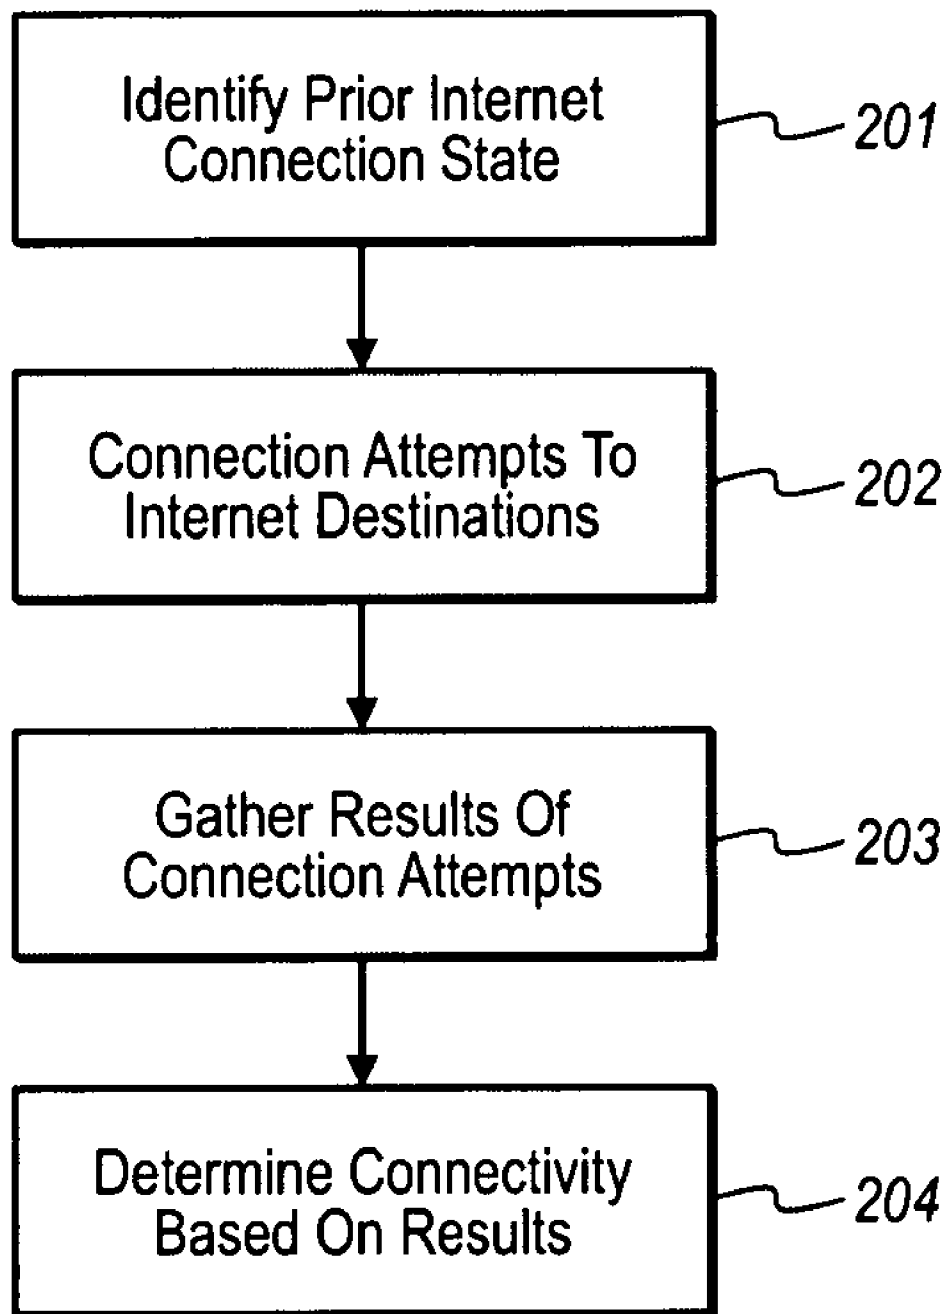 Identify Prior Internet
Connection State
201
Connection Attempts To
Internet Destinations
202
Gather Results Of
Connection Attempts
203
Determine Connectivity
Based On Results
204